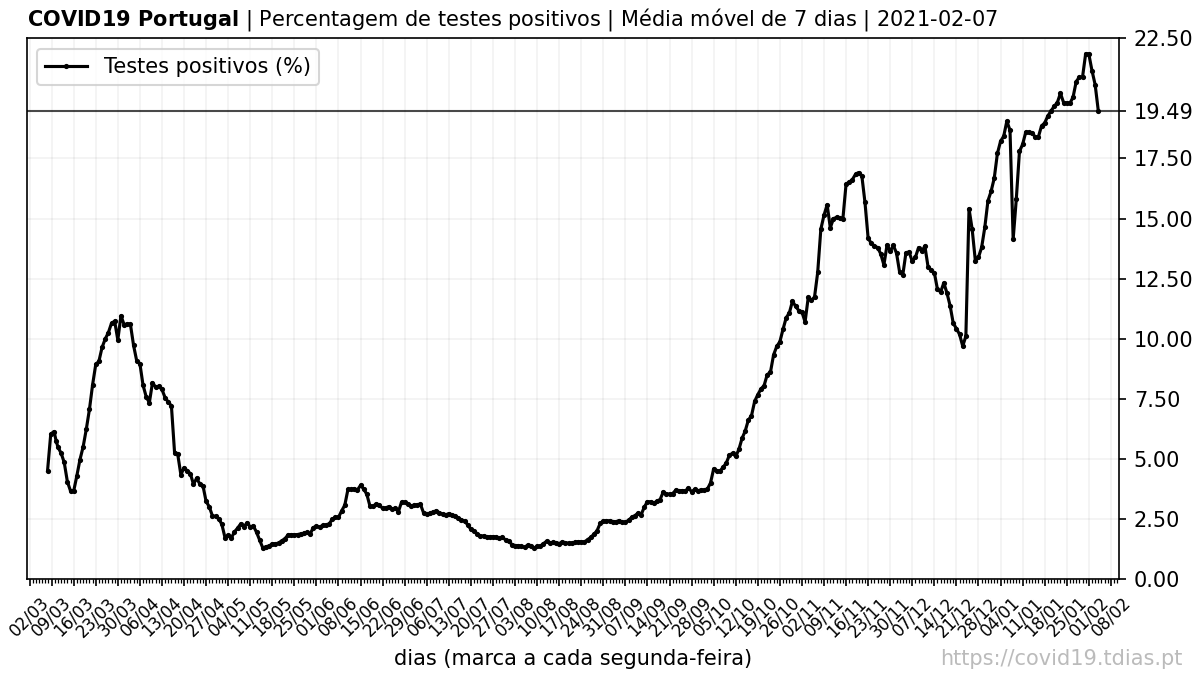 COVID19 Portugal | Percentagem de testes positivos | Média móvel de 7 dias | 2021-02-07
Testes positivos (%)
22.50
19.49
17.50
15.00
12.50
10.00
7.50
5.00
2.50
0.00
02/03 09/03 16/03 23/03 30/03 06/04 13/04 20/04 27/04 04/05 11/05 18/05 25/05 01/06 08/06 15/06 22/06 29/06 06/07 13/07 20/07 27/07 03/08 10/08 17/08 24/08 31/08 07/09 14/09 21/09 28/09 05/10 12/10 19/10 26/10 02/11 09/11 16/11 23/11 30/11 07/12 14/12 21/12 28/12 04/01 11/01 18/01 25/01 01/02 08/02
dias (marca a cada segunda-feira)
https://covid19.tdias.pt